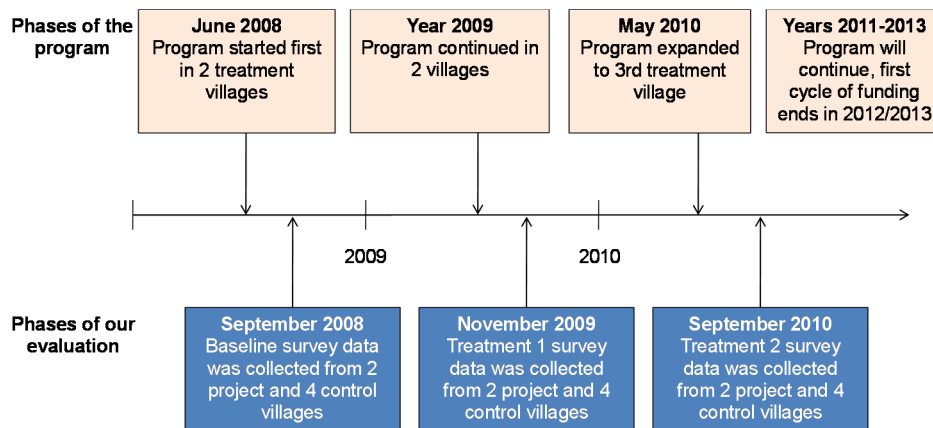 Phases of the
program
June 2008
Program started first
in 2 treatment
villages
Year 2009
Program continued in
2 villages
May 2010
Program expanded
to 3rd treatment
village
Years 2011-2013
Program will
continue, first
cycle of funding
ends in 2012/2013
2009
2010
Phases of our
evaluation
September 2008
Baseline survey data
was collected from 2
project and 4 control
villages
November 2009
Treatment 1 survey
data was collected
from 2 project and 4
control villages
September 2010
Treatment 2 survey
data was collected
from 2 project and 4
control villages